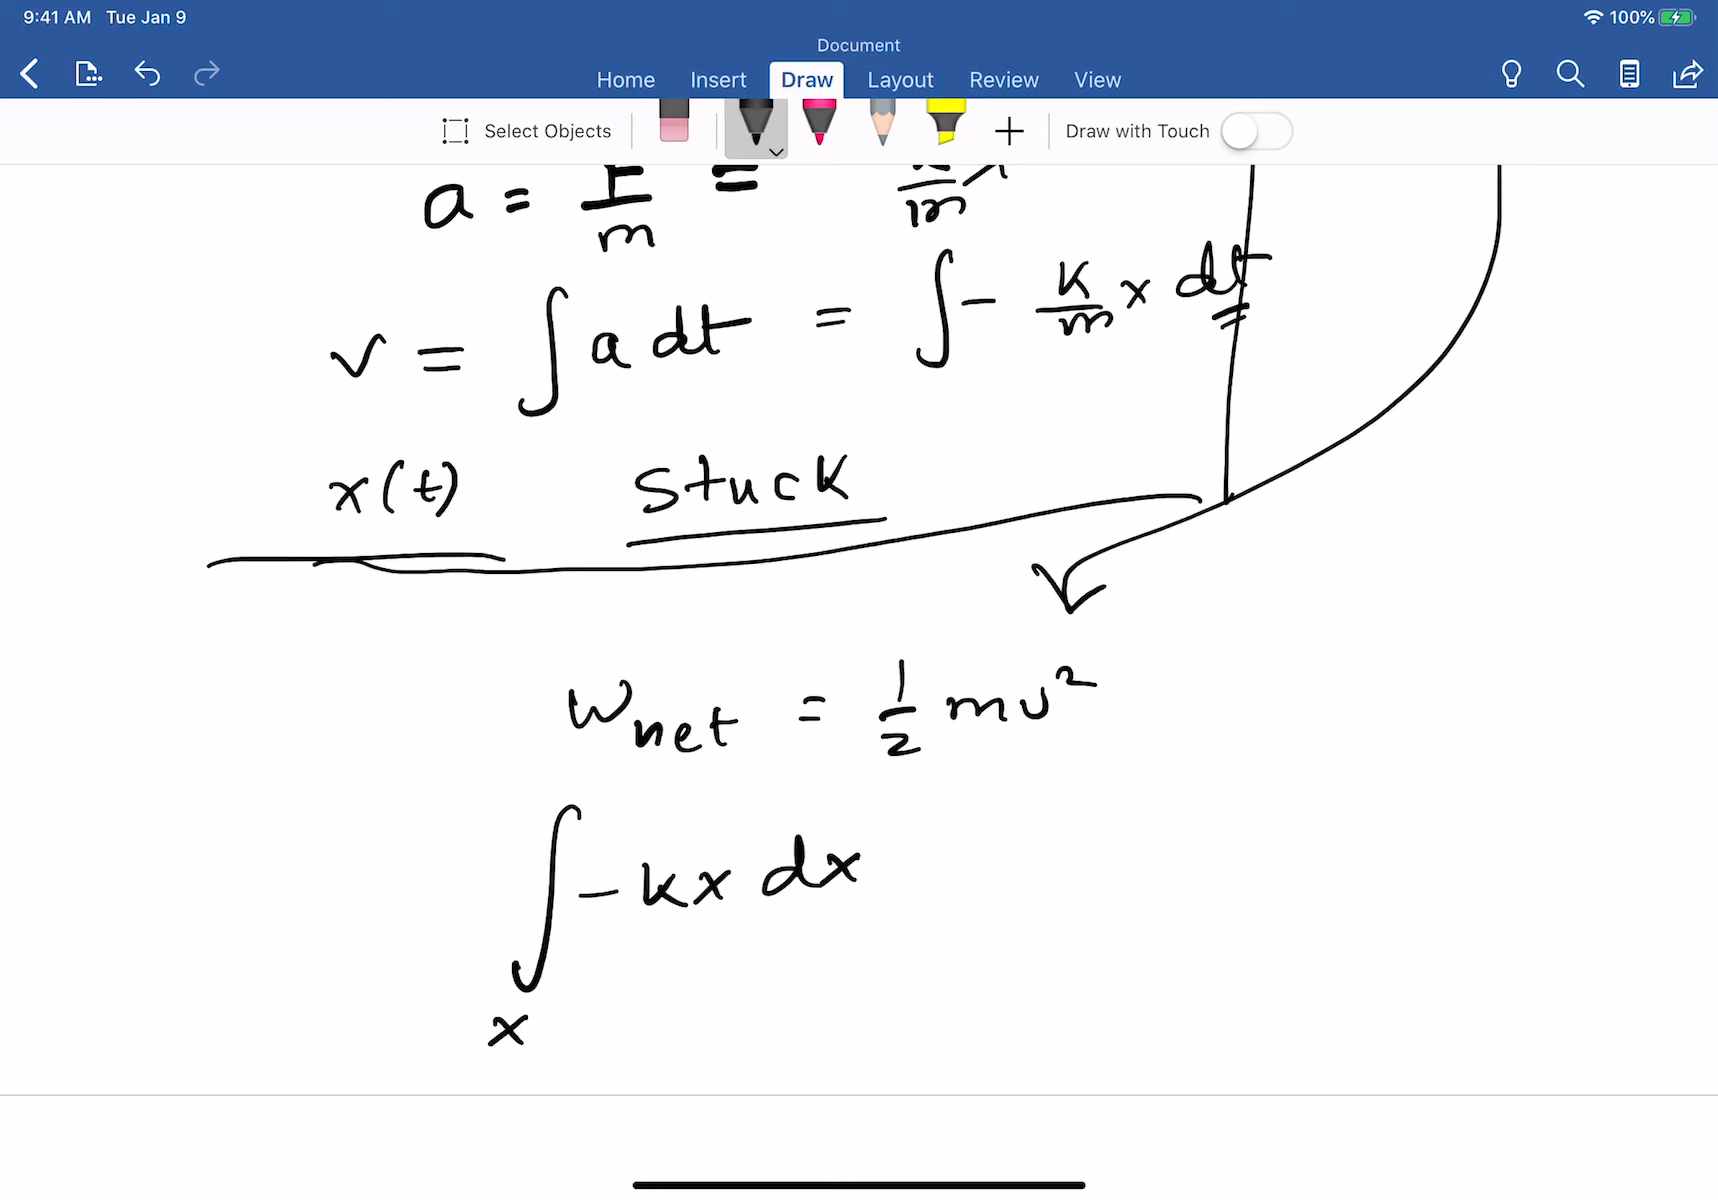 9:41 AM Tue Jan 9
100%
Document
Home Insert Draw Layout Review View
Select Objects
Draw with Touch
a = F/m =
v = ∫ a dt = ∫ - k/m x dt
x(t) stuck
W net = 1/2 mv²
∫ - kx dx
x